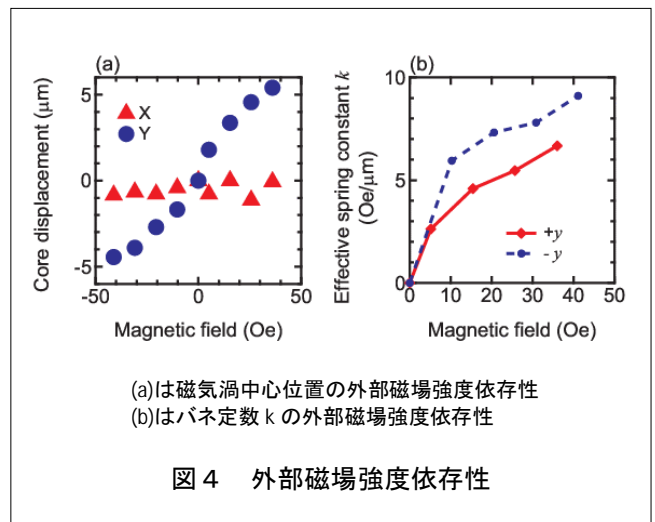 (a)
Core displacement (μm)
5
0
-5
X
Y
-50
0
50
Magnetic field (Oe)
(b)
Effective spring constant k
(Oe/μm)
10
5
0
+y
- y
0
10
20
30
40
50
Magnetic field (Oe)
(a)は磁気渦中心位置の外部磁場強度依存性
(b)はバネ定数 k の外部磁場強度依存性
図４　外部磁場強度依存性